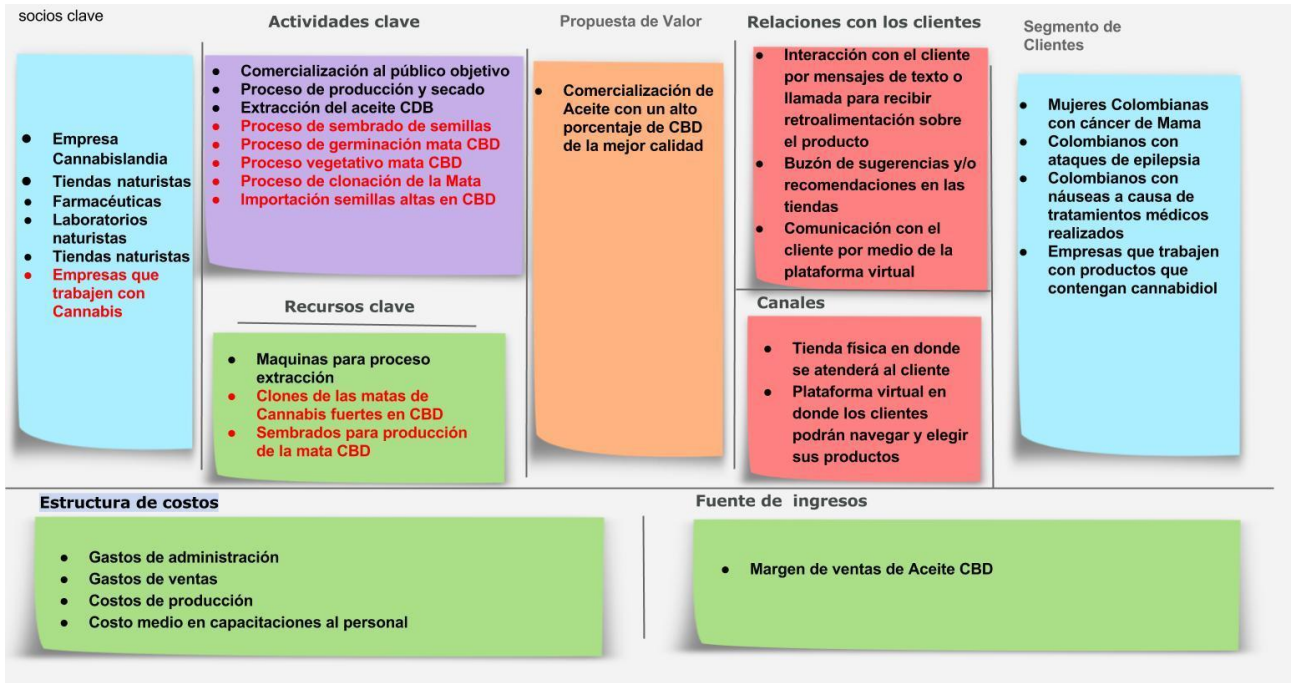 socios clave
● Empresa
Cannabislandia
● Tiendas naturistas
● Farmacéuticas
● Laboratorios
naturistas
● Tiendas naturistas
● Empresas que
trabajen con
Cannabis
Actividades clave
● Comercialización al público objetivo
● Proceso de producción y secado
● Extracción del aceite CDB
● Proceso de sembrado de semillas
● Proceso de germinación mata CBD
● Proceso vegetativo mata CBD
● Proceso de clonación de la Mata
● Importación semillas altas en CBD
Recursos clave
● Maquinas para proceso
extracción
● Clones de las matas de
Cannabis fuertes en CBD
● Sembrados para producción
de la mata CBD
Propuesta de Valor
● Comercialización de
Aceite con un alto
porcentaje de CBD
de la mejor calidad
Relaciones con los clientes
● Interacción con el cliente
por mensajes de texto o
llamada para recibir
retroalimentación sobre
el producto
● Buzón de sugerencias y/o
recomendaciones en las
tiendas
● Comunicación con el
cliente por medio de la
plataforma virtual
Canales
● Tienda física en donde
se atenderá al cliente
● Plataforma virtual en
donde los clientes
podrán navegar y elegir
sus productos
Segmento de
Clientes
● Mujeres Colombianas
con cáncer de Mama
● Colombianos con
ataques de epilepsia
● Colombianos con
náuseas a causa de
tratamientos médicos
realizados
● Empresas que trabajen
con productos que
contengan cannabidiol
Estructura de costos
● Gastos de administración
● Gastos de ventas
● Costos de producción
● Costo medio en capacitaciones al personal
Fuente de ingresos
● Margen de ventas de Aceite CBD